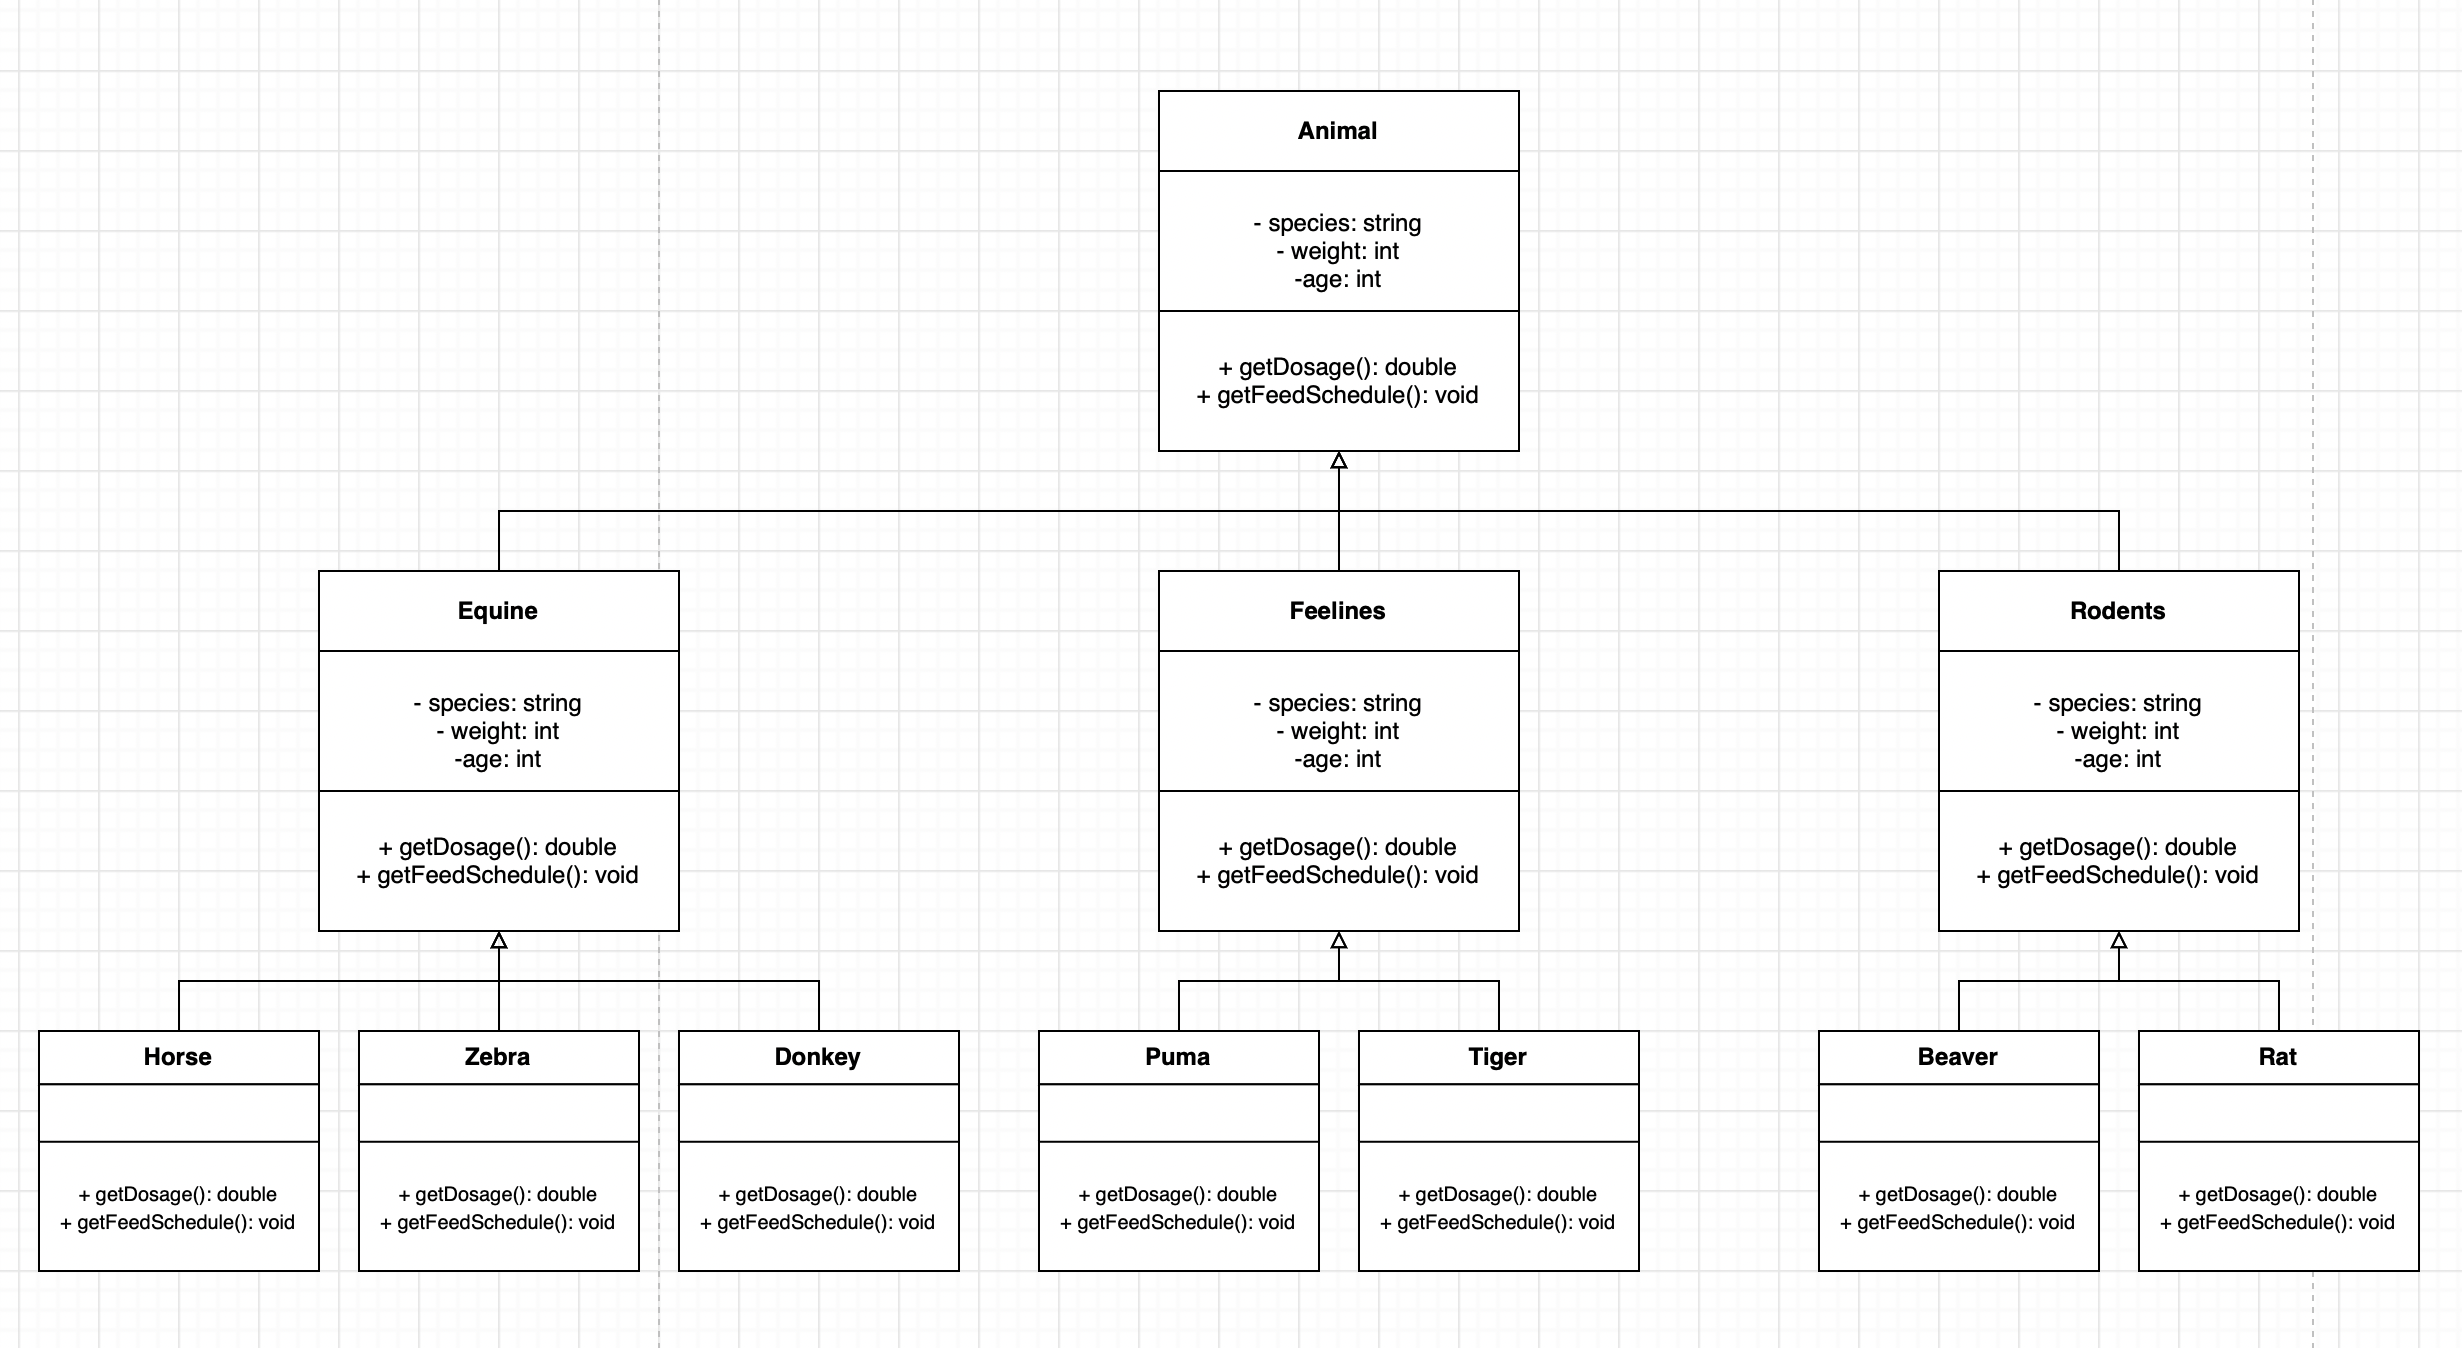 Animal
- species: string
- weight: int
-age: int
+ getDosage(): double
+ getFeedSchedule(): void
Equine
- species: string
- weight: int
-age: int
+ getDosage(): double
+ getFeedSchedule(): void
Feelines
- species: string
- weight: int
-age: int
+ getDosage(): double
+ getFeedSchedule(): void
Rodents
- species: string
- weight: int
-age: int
+ getDosage(): double
+ getFeedSchedule(): void
Horse
+ getDosage(): double
+ getFeedSchedule(): void
Zebra
+ getDosage(): double
+ getFeedSchedule(): void
Donkey
+ getDosage(): double
+ getFeedSchedule(): void
Puma
+ getDosage(): double
+ getFeedSchedule(): void
Tiger
+ getDosage(): double
+ getFeedSchedule(): void
Beaver
+ getDosage(): double
+ getFeedSchedule(): void
Rat
+ getDosage(): double
+ getFeedSchedule(): void